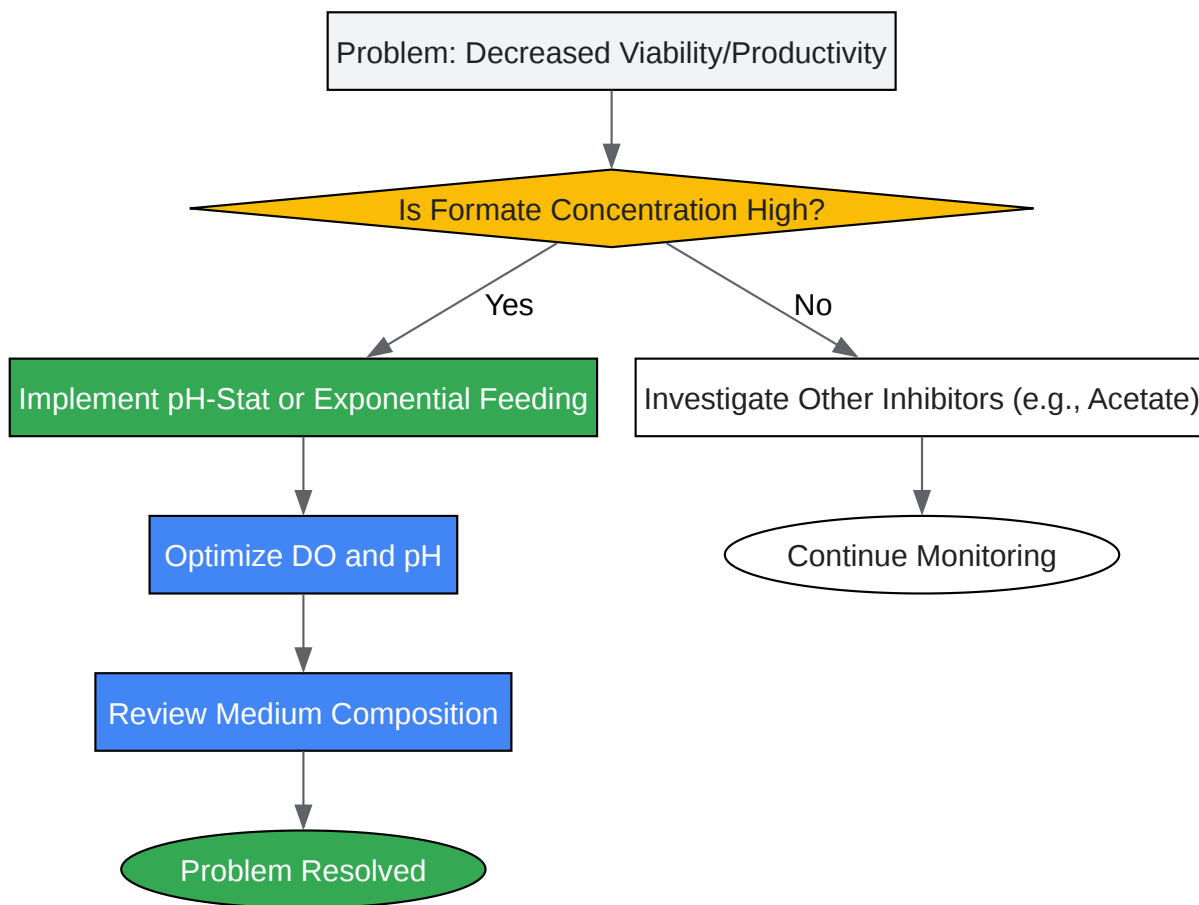 Problem: Decreased Viability/Productivity
Is Formate Concentration High?
Yes
No
Implement pH-Stat or Exponential Feeding
Investigate Other Inhibitors (e.g., Acetate)
Optimize DO and pH
Continue Monitoring
Review Medium Composition
Problem Resolved